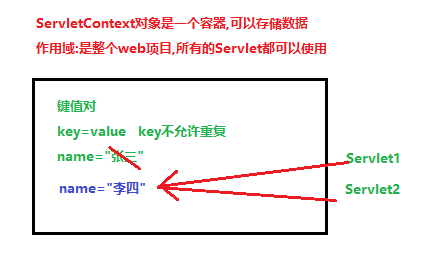 ServletContext对象是一个容器,可以存储数据
作用域:是整个web项目,所有的Servlet都可以使用
键值对
key=value key不允许重复
name="张三"
Servlet1
name="李四"
Servlet2